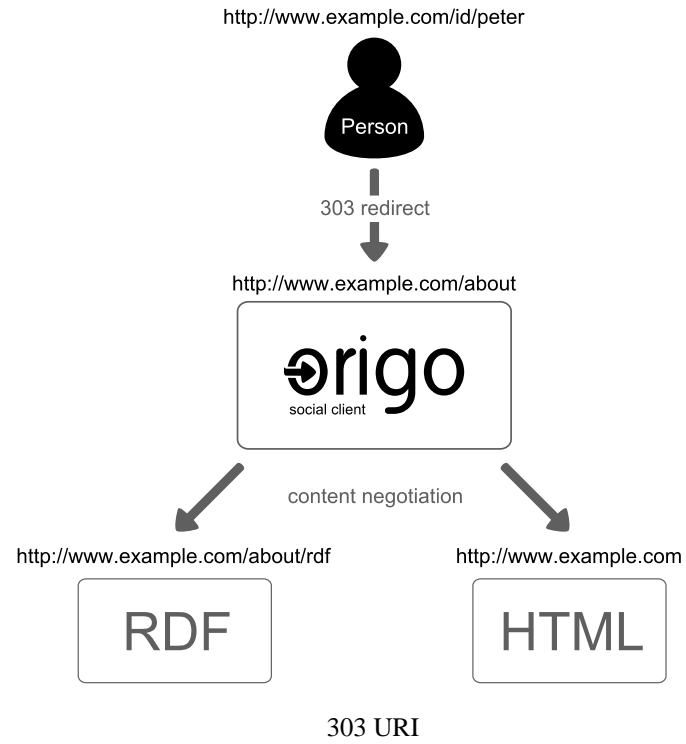 http://www.example.com/id/peter
Person
303 redirect
http://www.example.com/about
origo
social client
content negotiation
http://www.example.com/about/rdf
http://www.example.com
RDF
HTML
303 URI